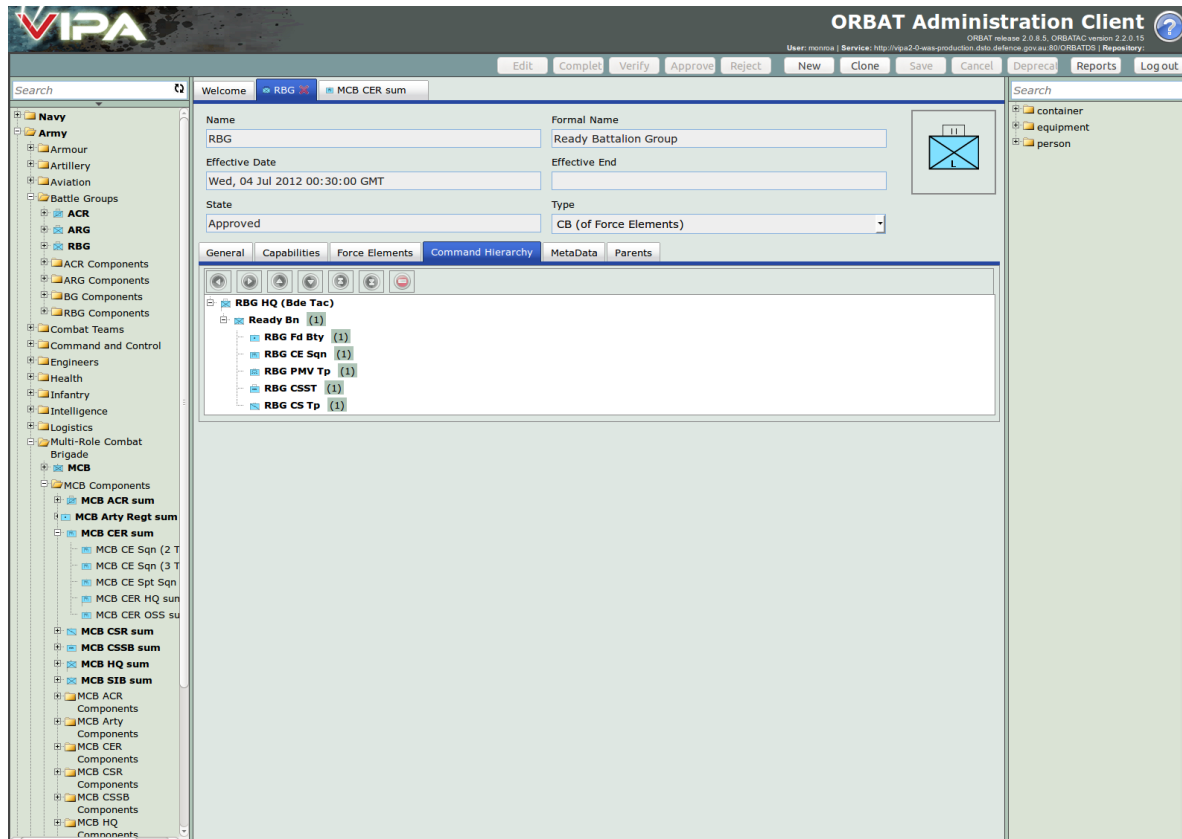 VIPA
ORBAT Administration Client
ORBAT release 2.0.8.5, ORBATAC version 2.2.0.15
User: monroa | Service: http://vipa2-0-was-production.dsto.defence.gov.au:80/ORBATDS | Repository:
Edit Complet Verify Approve Reject New Clone Save Cancel Deprecat Reports Logout
Search
Navy
Army
Armour
Artillery
Aviation
Battle Groups
ACR
ARG
RBG
ACR Components
ARG Components
BG Components
RBG Components
Combat Teams
Command and Control
Engineers
Health
Infantry
Intelligence
Logistics
Multi-Role Combat
Brigade
MCB
MCB Components
MCB ACR sum
MCB Arty Regt sum
MCB CER sum
MCB CE Sqn (2 T
MCB CE Sqn (3 T
MCB CE Spt Sqn
MCB CER HQ sun
MCB CER OSS su
MCB CSR sum
MCB CSSB sum
MCB HQ sum
MCB SIB sum
MCB ACR
Components
MCB Arty
Components
MCB CER
Components
MCB CSR
Components
MCB CSSB
Components
MCB HQ
Components
Welcome RBG MCB CER sum
Name Formal Name
RBG Ready Battalion Group
Effective Date Effective End
Wed, 04 Jul 2012 00:30:00 GMT
State Type
Approved CB (of Force Elements)
II
L
General Capabilities Force Elements Command Hierarchy MetaData Parents
RBG HQ (Bde Tac)
Ready Bn (1)
RBG Fd Bty (1)
RBG CE Sqn (1)
RBG PMV Tp (1)
RBG CSST (1)
RBG CS Tp (1)
Search
container
equipment
person